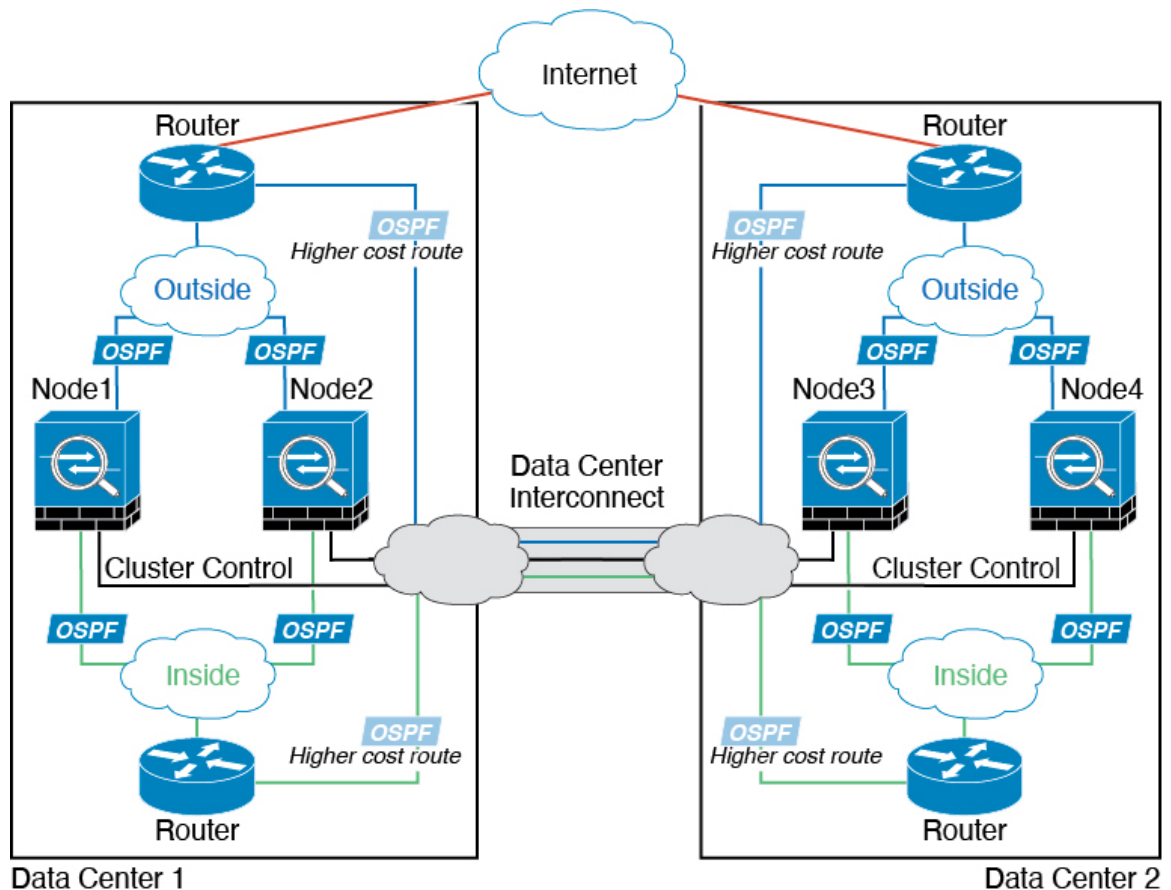 Internet
Router
Router
OSPF
Higher cost route
OSPF
Higher cost route
Outside
Outside
OSPF
OSPF
OSPF
OSPF
Node1
Node2
Node3
Node4
Data Center
Interconnect
Cluster Control
Cluster Control
OSPF
OSPF
OSPF
OSPF
Inside
Inside
OSPF
Higher cost route
OSPF
Higher cost route
Router
Router
Data Center 1
Data Center 2